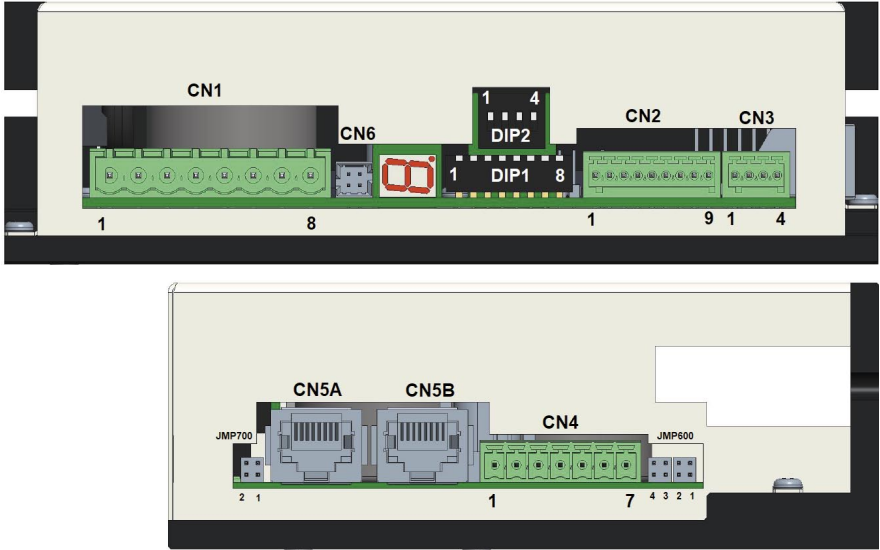 CN1
CN6
1 4
DIP2
CN2
CN3
1 DIP1 8
8
1 8
1 9 1 4
CN5A CN5B
CN4
JMP700
JMP600
2 1
1 7
4 3 2 1